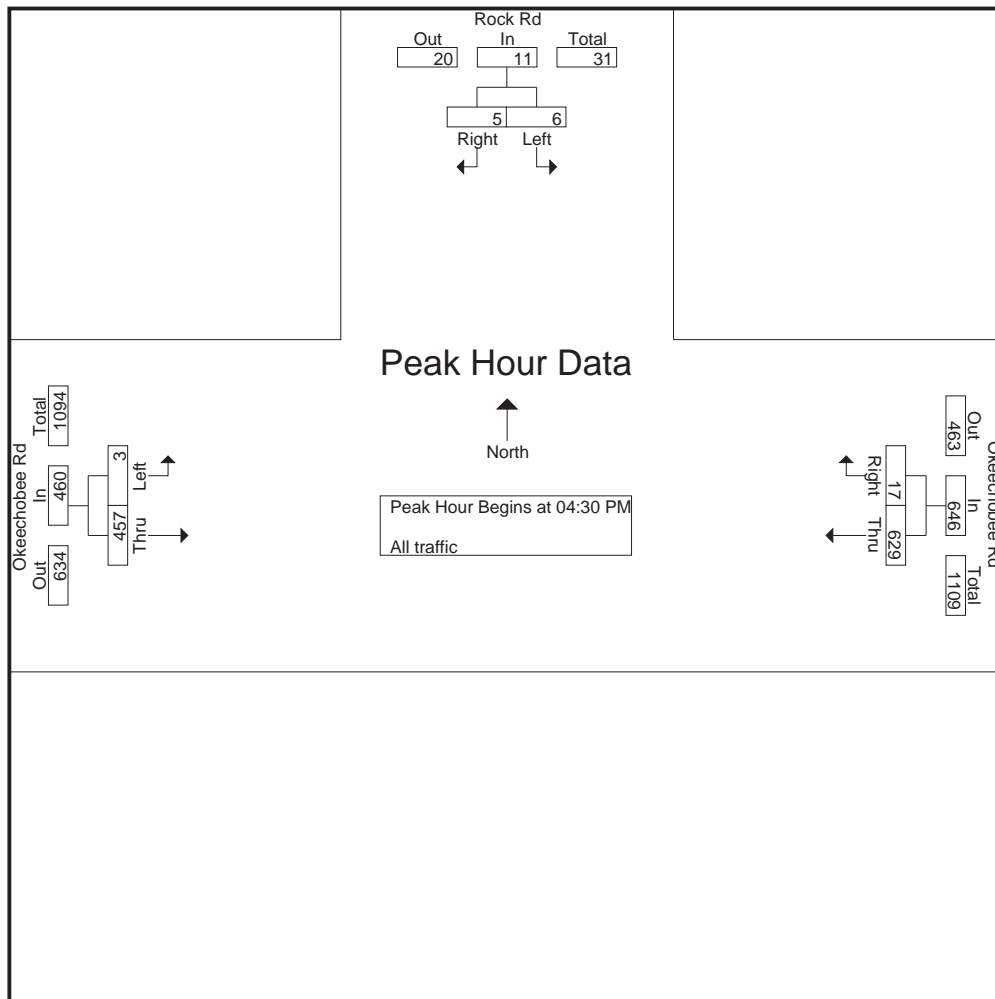 Rock Rd
Out In Total
20 11 31
5 6
Right Left
Peak Hour Data
North
Peak Hour Begins at 04:30 PM
All traffic
Okeechobee Rd
Out In Total
634 460 1094
457 3
Thru Left
Okeechobee Rd
Out In Total
463 646 1109
17 629
Right Thru